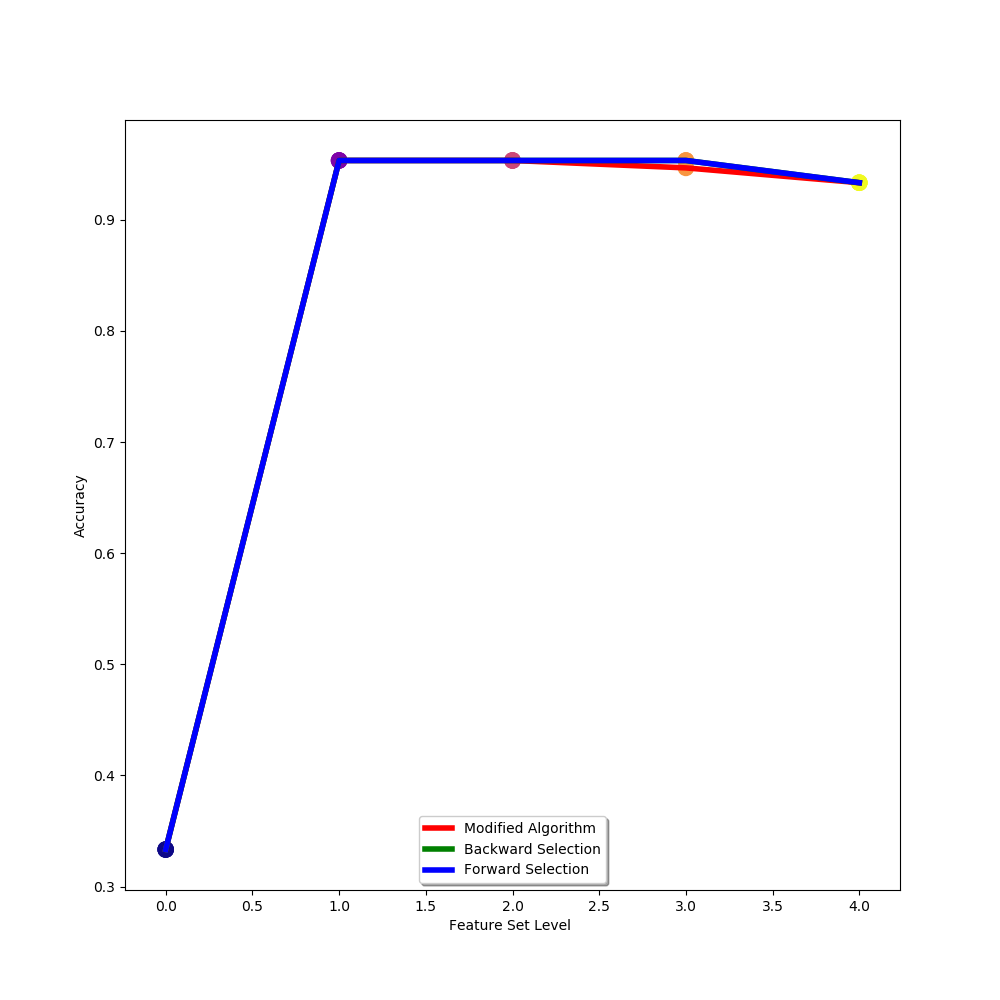 Accuracy
0.9
0.8
0.7
0.6
0.5
0.4
0.3
Modified Algorithm
Backward Selection
Forward Selection
0.0 0.5 1.0 1.5 2.0 2.5 3.0 3.5 4.0
Feature Set Level